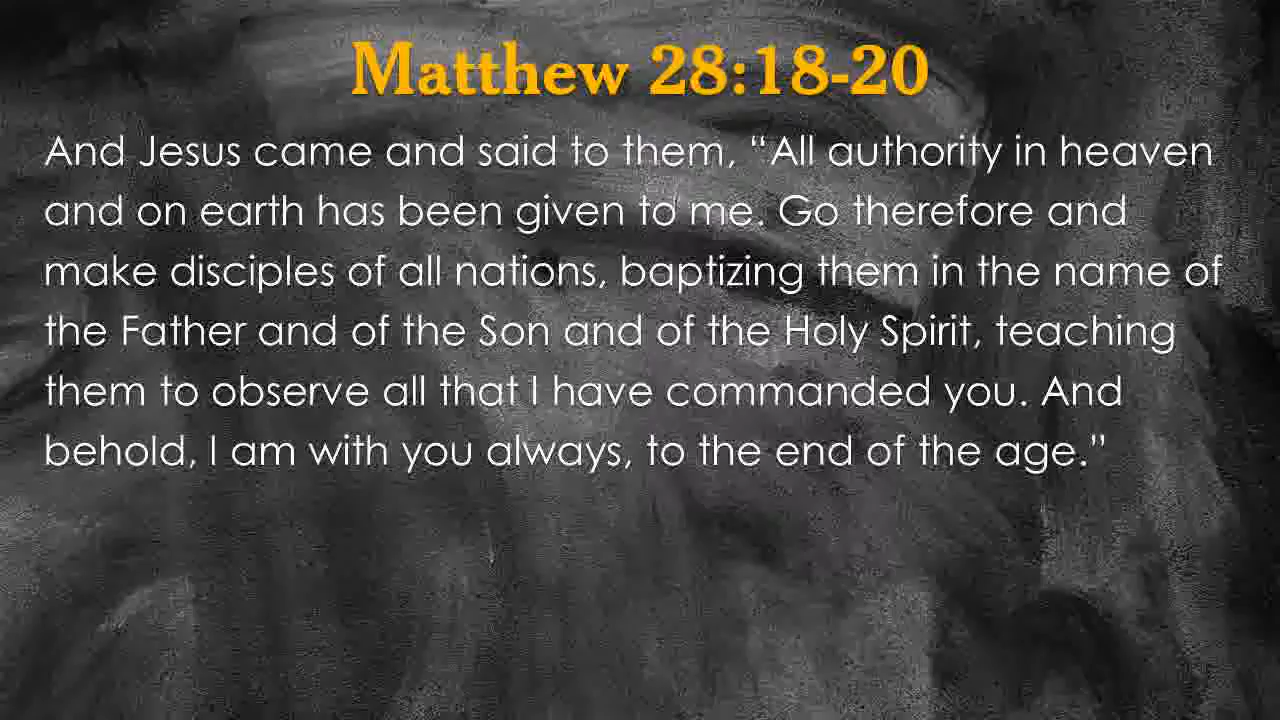 Matthew 28:18-20
And Jesus came and said to them, “All authority in heaven
and on earth has been given to me. Go therefore and
make disciples of all nations, baptizing them in the name of
the Father and of the Son and of the Holy Spirit, teaching
them to observe all that I have commanded you. And
behold, I am with you always, to the end of the age.”